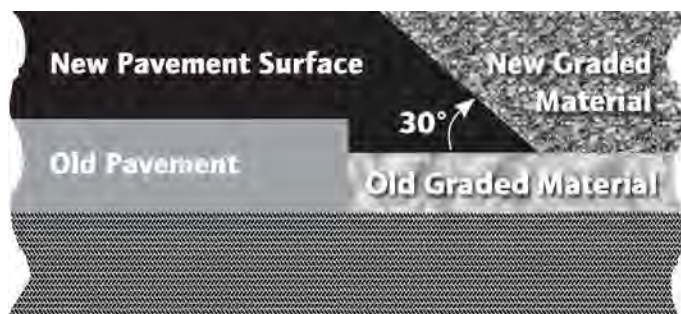 New Pavement Surface
New Graded
Material
30°
Old Pavement
Old Graded Material